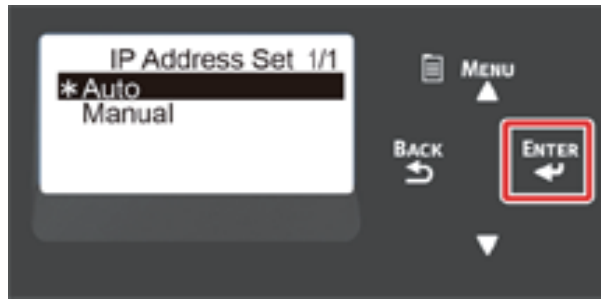 IP Address Set 1/1
*Auto
Manual
MENU
BACK
ENTER